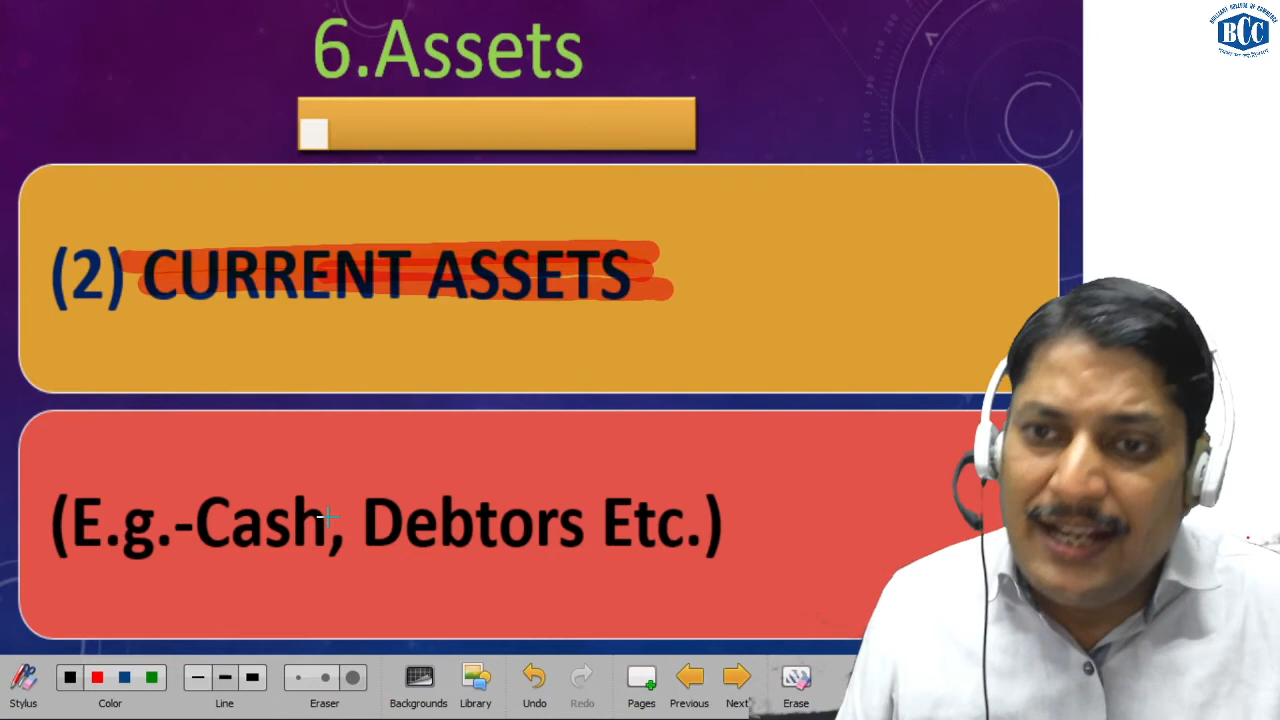 6.Assets
BCC
(2) CURRENT ASSETS
(E.g.-Cash, Debtors Etc.)
Stylus
Color
Line
Eraser
Backgrounds
Library
Undo
Redo
Pages
Previous
Next
Erase